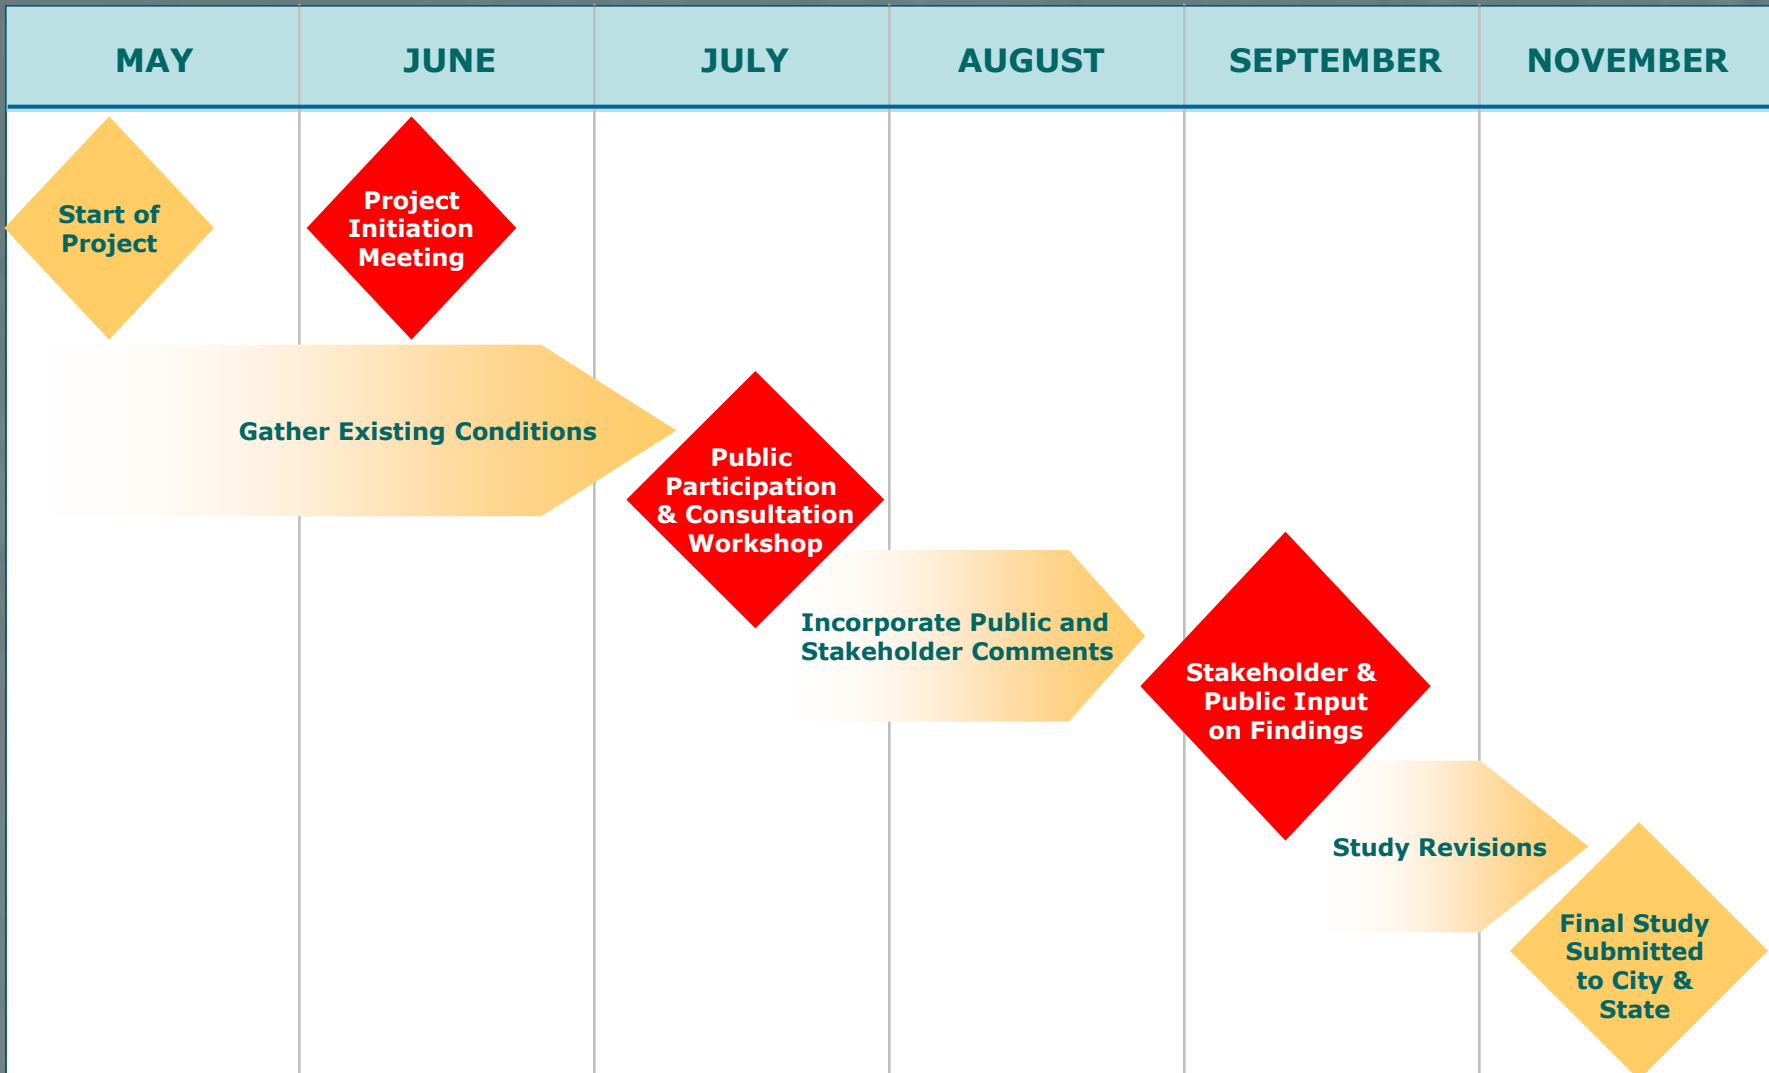 MAY
JUNE
JULY
AUGUST
SEPTEMBER
NOVEMBER
Start of
Project
Project
Initiation
Meeting
Gather Existing Conditions
Public
Participation
& Consultation
Workshop
Incorporate Public and
Stakeholder Comments
Stakeholder &
Public Input
on Findings
Study Revisions
Final Study
Submitted
to City &
State